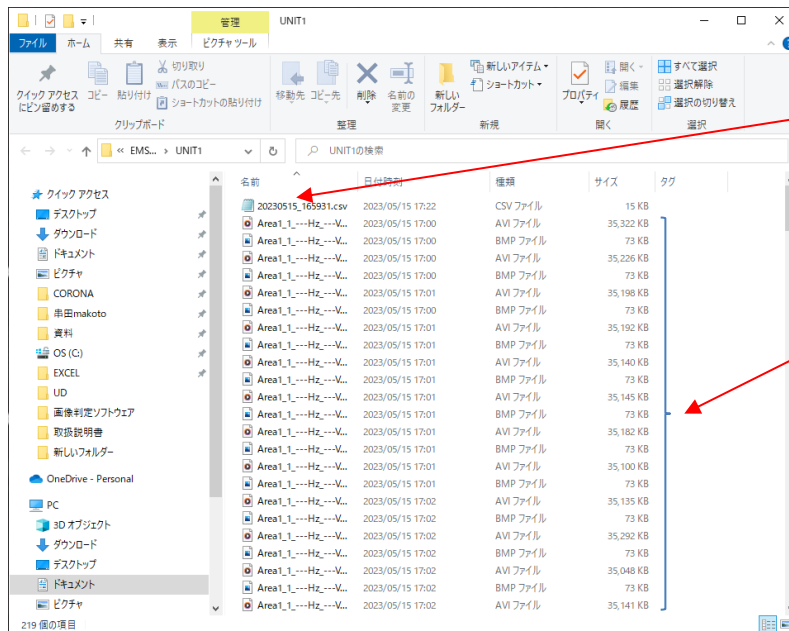 管理 UNIT1
ファイル ホーム 共有 表示 ピクチャ ツール
クイック アクセスにピン留めする
コピー
貼り付け
切り取り
パスのコピー
ショートカットの貼り付け
クリップボード
移動先
コピー先
削除
名前の変更
整理
新しいフォルダー
新しいアイテム
ショートカット
新規
プロパティ
開く
編集
履歴
開く
すべて選択
選択解除
選択の切り替え
選択
« EMS... > UNIT1
UNIT1の検索
クイック アクセス
デスクトップ
ダウンロード
ドキュメント
ピクチャ
CORONA
串田makoto
資料
OS (C:)
EXCEL
UD
画像判定ソフトウェア
取扱説明書
新しいフォルダー
OneDrive - Personal
PC
3D オブジェクト
ダウンロード
デスクトップ
ドキュメント
ピクチャ
名前 日付時刻 種類 サイズ タグ
20230515_165931.csv 2023/05/15 17:22 CSV ファイル 15 KB
Area1_1_---Hz_---V... 2023/05/15 17:00 AVI ファイル 35,322 KB
Area1_1_---Hz_---V... 2023/05/15 17:00 BMP ファイル 73 KB
Area1_1_---Hz_---V... 2023/05/15 17:00 AVI ファイル 35,226 KB
Area1_1_---Hz_---V... 2023/05/15 17:00 BMP ファイル 73 KB
Area1_1_---Hz_---V... 2023/05/15 17:01 AVI ファイル 35,198 KB
Area1_1_---Hz_---V... 2023/05/15 17:00 BMP ファイル 73 KB
Area1_1_---Hz_---V... 2023/05/15 17:01 AVI ファイル 35,192 KB
Area1_1_---Hz_---V... 2023/05/15 17:01 BMP ファイル 73 KB
Area1_1_---Hz_---V... 2023/05/15 17:01 AVI ファイル 35,140 KB
Area1_1_---Hz_---V... 2023/05/15 17:01 BMP ファイル 73 KB
Area1_1_---Hz_---V... 2023/05/15 17:01 AVI ファイル 35,145 KB
Area1_1_---Hz_---V... 2023/05/15 17:01 BMP ファイル 73 KB
Area1_1_---Hz_---V... 2023/05/15 17:01 AVI ファイル 35,182 KB
Area1_1_---Hz_---V... 2023/05/15 17:01 BMP ファイル 73 KB
Area1_1_---Hz_---V... 2023/05/15 17:01 AVI ファイル 35,100 KB
Area1_1_---Hz_---V... 2023/05/15 17:01 BMP ファイル 73 KB
Area1_1_---Hz_---V... 2023/05/15 17:02 AVI ファイル 35,135 KB
Area1_1_---Hz_---V... 2023/05/15 17:02 BMP ファイル 73 KB
Area1_1_---Hz_---V... 2023/05/15 17:02 AVI ファイル 35,292 KB
Area1_1_---Hz_---V... 2023/05/15 17:02 BMP ファイル 73 KB
Area1_1_---Hz_---V... 2023/05/15 17:02 AVI ファイル 35,048 KB
Area1_1_---Hz_---V... 2023/05/15 17:02 BMP ファイル 73 KB
Area1_1_---Hz_---V... 2023/05/15 17:02 AVI ファイル 35,141 KB
219 個の項目